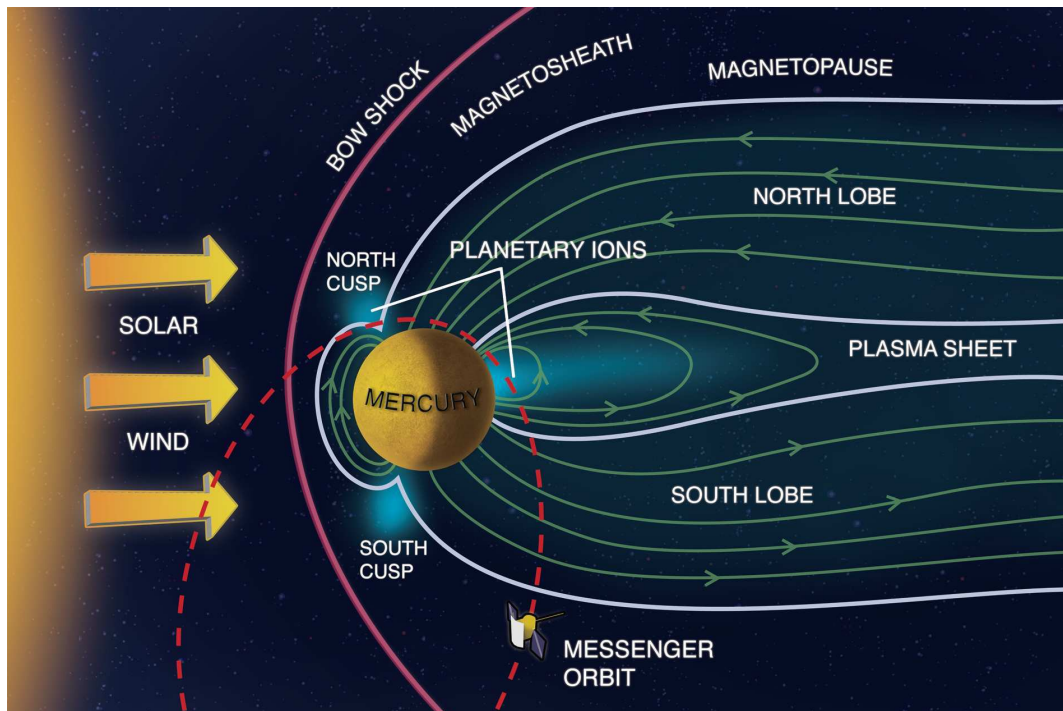 BOW SHOCK
MAGNETOSHEATH
MAGNETOPAUSE
NORTH LOBE
PLANETARY IONS
NORTH
CUSP
SOLAR
WIND
MERCURY
PLASMA SHEET
SOUTH LOBE
SOUTH
CUSP
MESSENGER
ORBIT